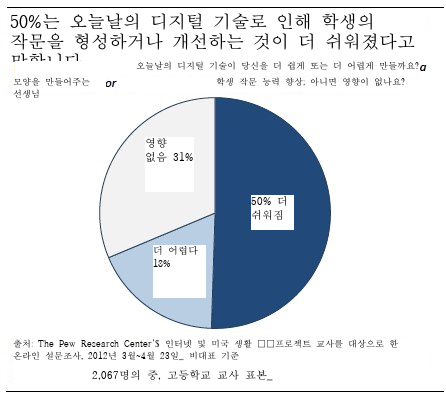 50%는 오늘날의 디지털 기술로 인해 학생의
작문을 형성하거나 개선하는 것이 더 쉬워졌다고
오늘날의 디지털 기술이 당신을 더 쉽게 또는 더 어렵게 만들까요?a
모양을 만들어주는 or 학생 작문 능력 향상; 아니면 영향이 없나요?
선생님
영향
없음 31%
50% 더
쉬워짐
더 어렵다
18%
출처: The Pew Research Center'S 인터넷 및 미국 생활 □□프로젝트 교사를 대상으로 한
온라인 설문조사, 2012년 3월~4월 23일_ 비대표 기준
2,067명의 중, 고등학교 교사 표본_